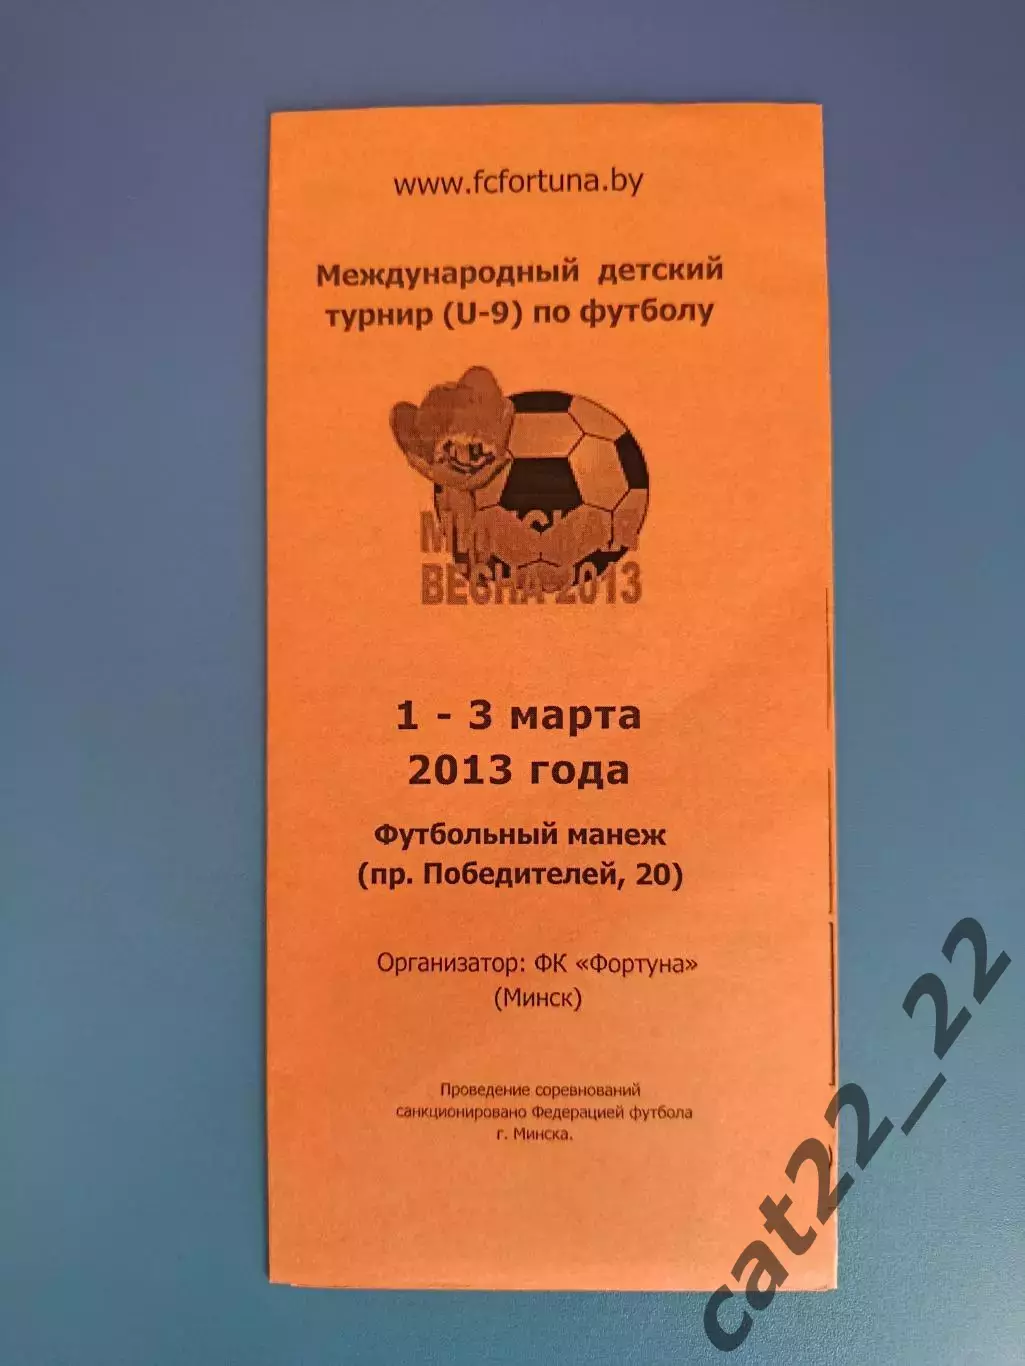 www.fcfortuna.by
Международный детский
турнир (U-9) по футболу
МИНСКАЯ
ВЕСНА 2013
1 - 3 марта
2013 года
Футбольный манеж
(пр. Победителей, 20)
Организатор: ФК «Фортуна»
(Минск)
Проведение соревнований
санкционировано Федерацией футбола
г. Минска.
cat22_22